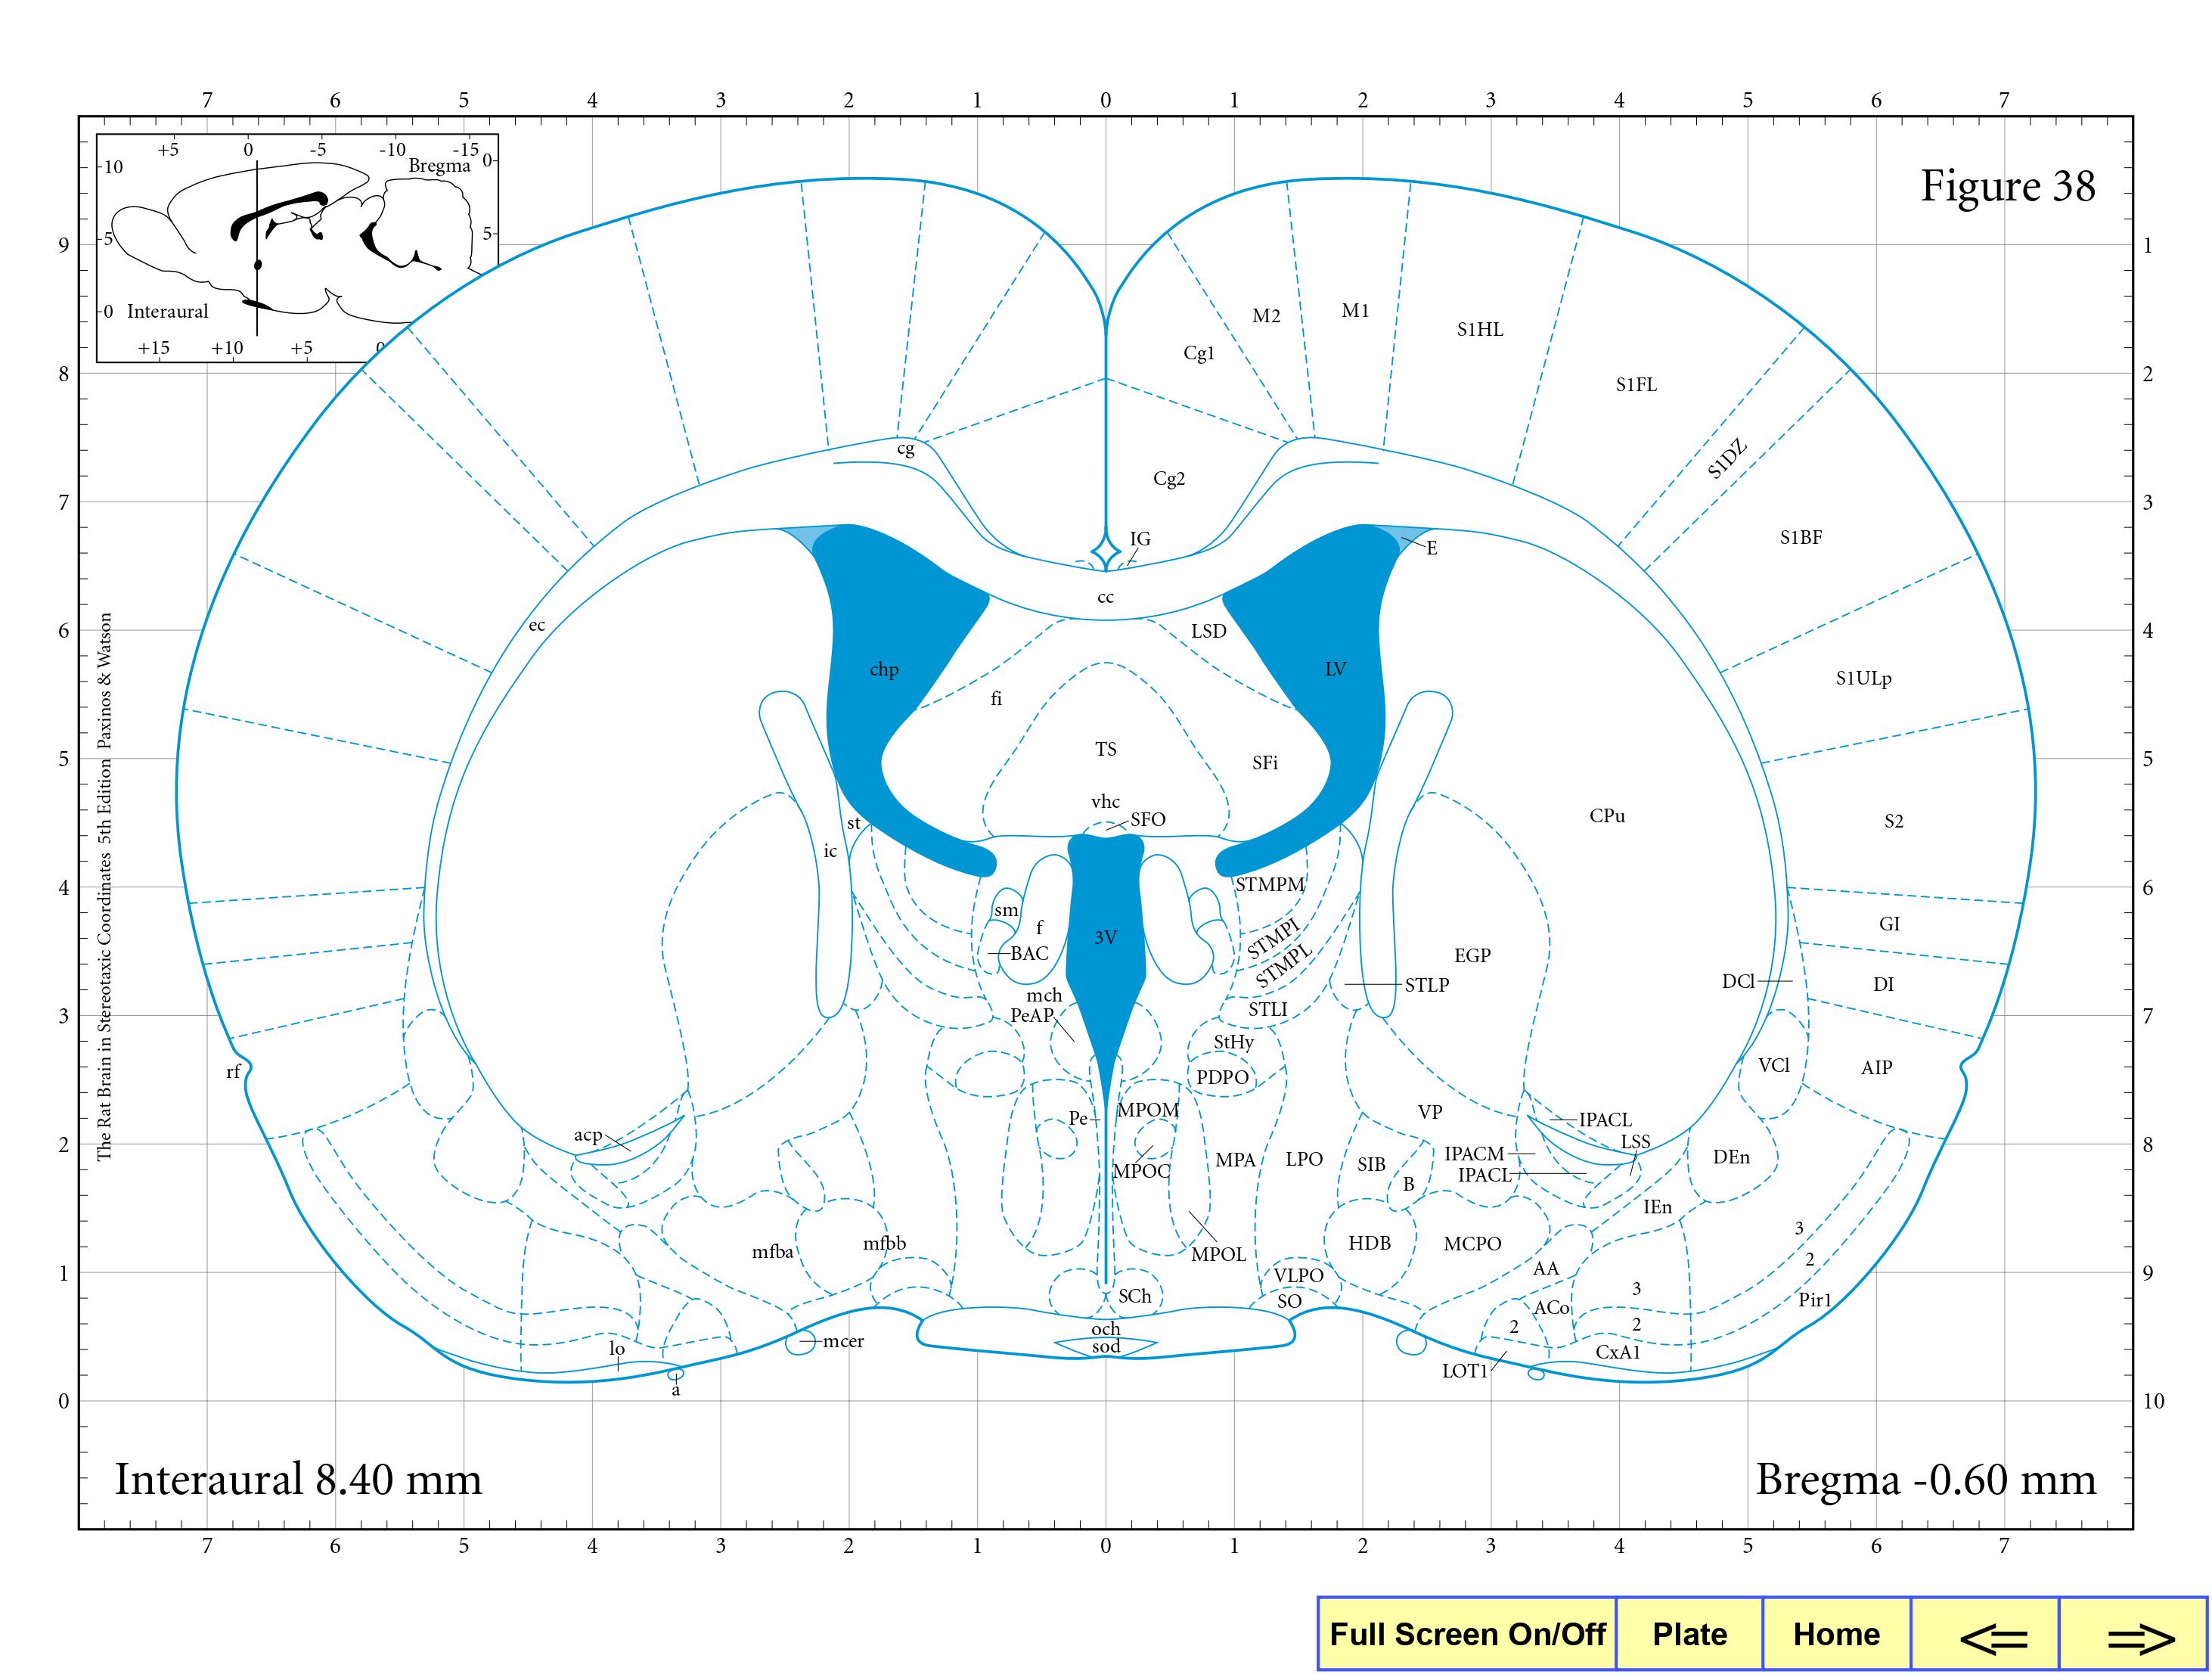 7 6 5 4 3 2 1 0 1 2 3 4 5 6 7
+5 0 -5 -10 -15
Bregma
0
10
5
5
0 Interaural
+15 +10 +5 0
Figure 38
9 1
8 2
7 3
6 4
5 5
4 6
3 7
2 8
1 9
0 10
The Rat Brain in Stereotaxic Coordinates 5th Edition Paxinos & Watson
M2
M1
S1HL
Cg1
S1FL
cg
S1DZ
Cg2
IG
E
S1BF
cc
ec
LSD
chp
LV
S1ULp
fi
TS
SFi
vhc
SFO
st
CPu
S2
ic
STMPM
sm
f
GI
3V
STMPI
BAC
STMPL
EGP
STLP
DCl
DI
mch
PeAP
STLI
StHy
rf
PDPO
VCl
AIP
Pe
MPOM
VP
IPACL
acp
LSS
MPOC
MPA
LPO
SIB
IPACM
IPACL
DEn
B
IEn
3
mfba
mfbb
MPOL
HDB
MCPO
2
VLPO
AA
3
SCh
SO
ACo
Pir1
2
2
och
sod
mcer
lo
CxA1
LOT1
a
Interaural 8.40 mm
Bregma -0.60 mm
7 6 5 4 3 2 1 0 1 2 3 4 5 6 7
Full Screen On/Off Plate Home <= =>